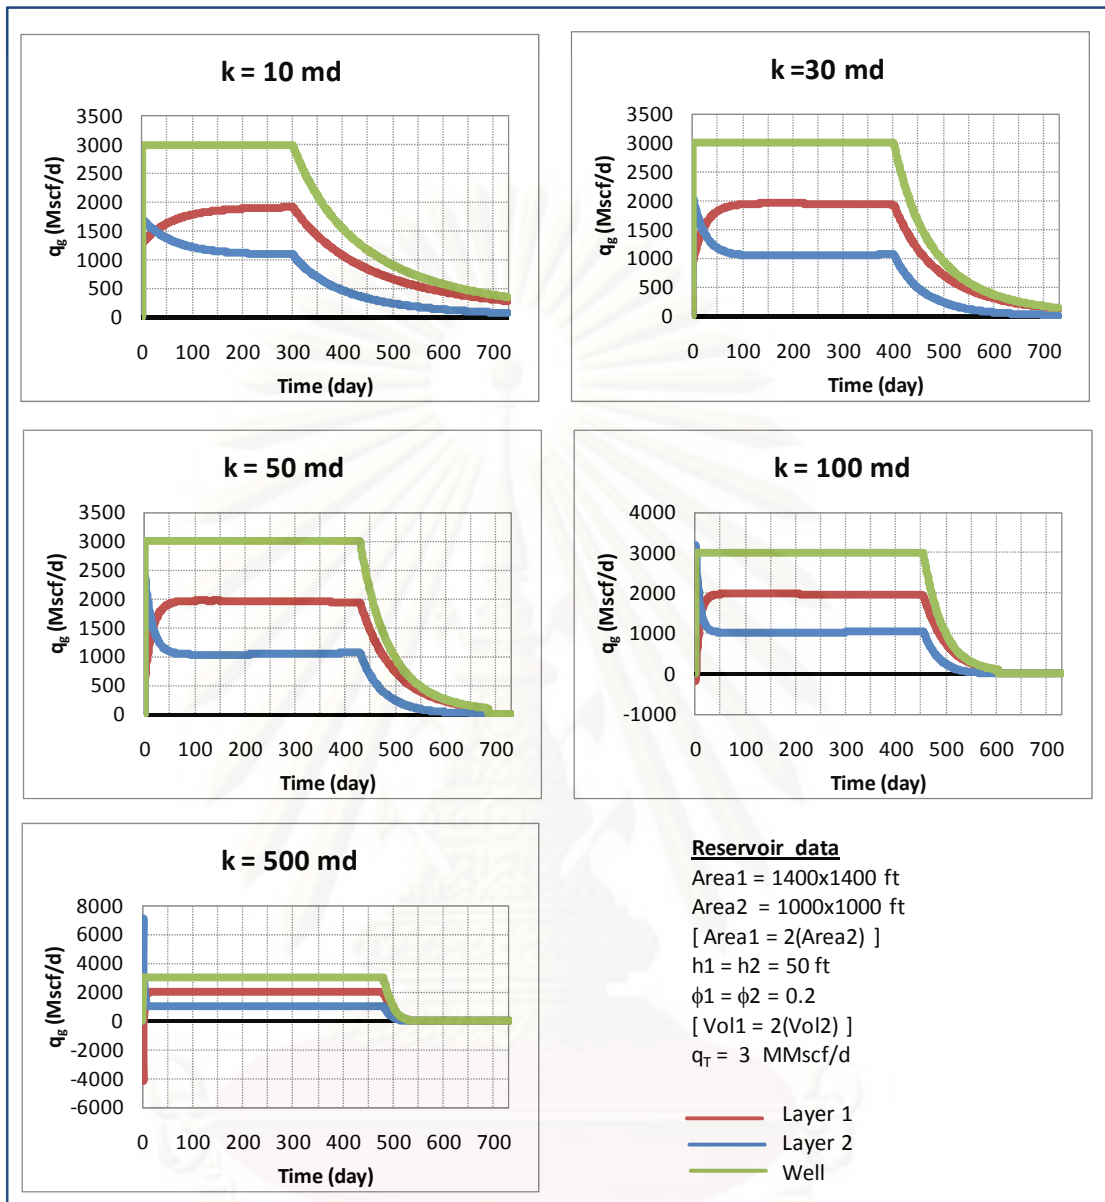 k = 10 md
3500
3000
2500
2000
1500
1000
500
0
q_g (Mscf/d)
0 100 200 300 400 500 600 700
Time (day)
k =30 md
3500
3000
2500
2000
1500
1000
500
0
q_g (Mscf/d)
0 100 200 300 400 500 600 700
Time (day)
k = 50 md
3500
3000
2500
2000
1500
1000
500
0
q_g (Mscf/d)
0 100 200 300 400 500 600 700
Time (day)
k = 100 md
4000
3000
2000
1000
0
-1000
q_g (Mscf/d)
0 100 200 300 400 500 600 700
Time (day)
k = 500 md
8000
6000
4000
2000
0
-2000
-4000
-6000
q_g (Mscf/d)
0 100 200 300 400 500 600 700
Time (day)
Reservoir data
Area1 = 1400x1400 ft
Area2 = 1000x1000 ft
[ Area1 = 2(Area2) ]
h1 = h2 = 50 ft
ϕ1 = ϕ2 = 0.2
[ Vol1 = 2(Vol2) ]
q_T = 3 MMscf/d
Layer 1
Layer 2
Well